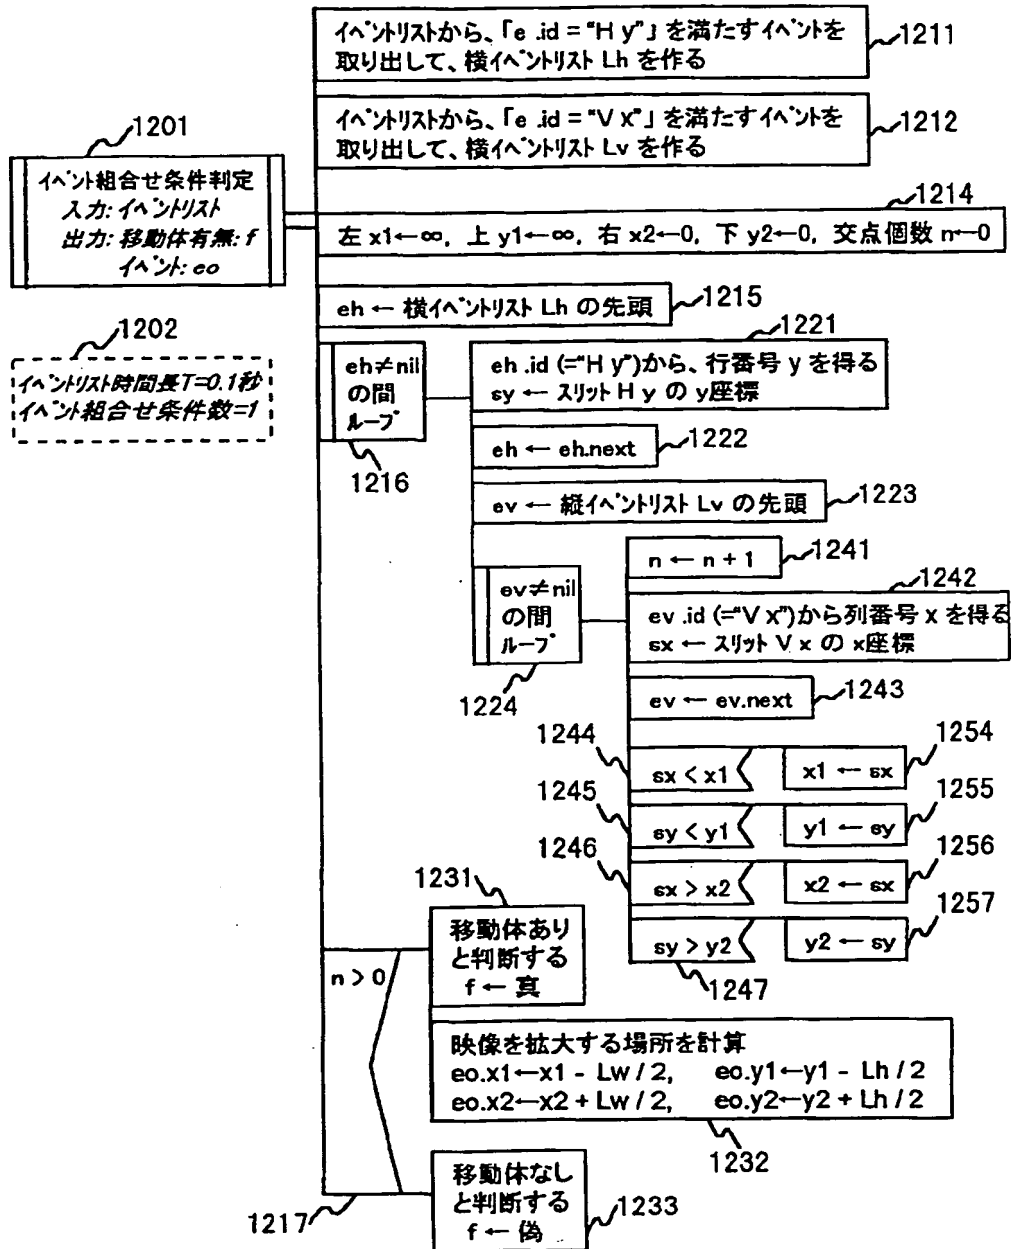 イベントリストから、「e .id = "H y"」を満たすイベントを
取り出して、横イベントリスト Lh を作る
1211
イベントリストから、「e .id = "V x"」を満たすイベントを
取り出して、横イベントリスト Lv を作る
1212
1201
イベント組合せ条件判定
入力: イベントリスト
出力: 移動体有無: f
イベント: eo
1214
左 x1←∞, 上 y1←∞, 右 x2←0, 下 y2←0, 交点個数 n←0
eh ← 横イベントリスト Lh の先頭
1215
1202
イベントリスト時間長T=0.1秒
イベント組合せ条件数=1
eh≠nil
の間
ループ
1216
1221
eh .id (="H y")から、行番号 y を得る
sy ← スリット H y の y座標
eh ← eh.next
1222
ev ← 縦イベントリスト Lv の先頭
1223
ev≠nil
の間
ループ
1224
n ← n + 1
1241
1242
ev .id (="V x")から列番号 x を得る
sx ← スリット V x の x座標
ev ← ev.next
1243
1244
sx < x1
x1 ← sx
1254
1245
sy < y1
y1 ← sy
1255
1246
sx > x2
x2 ← sx
1256
sy > y2
y2 ← sy
1257
1247
n > 0
1217
1231
移動体あり
と判断する
f ← 真
映像を拡大する場所を計算
eo.x1←x1 - Lw / 2, eo.y1←y1 - Lh / 2
eo.x2←x2 + Lw / 2, eo.y2←y2 + Lh / 2
1232
移動体なし
と判断する
f ← 偽
1233